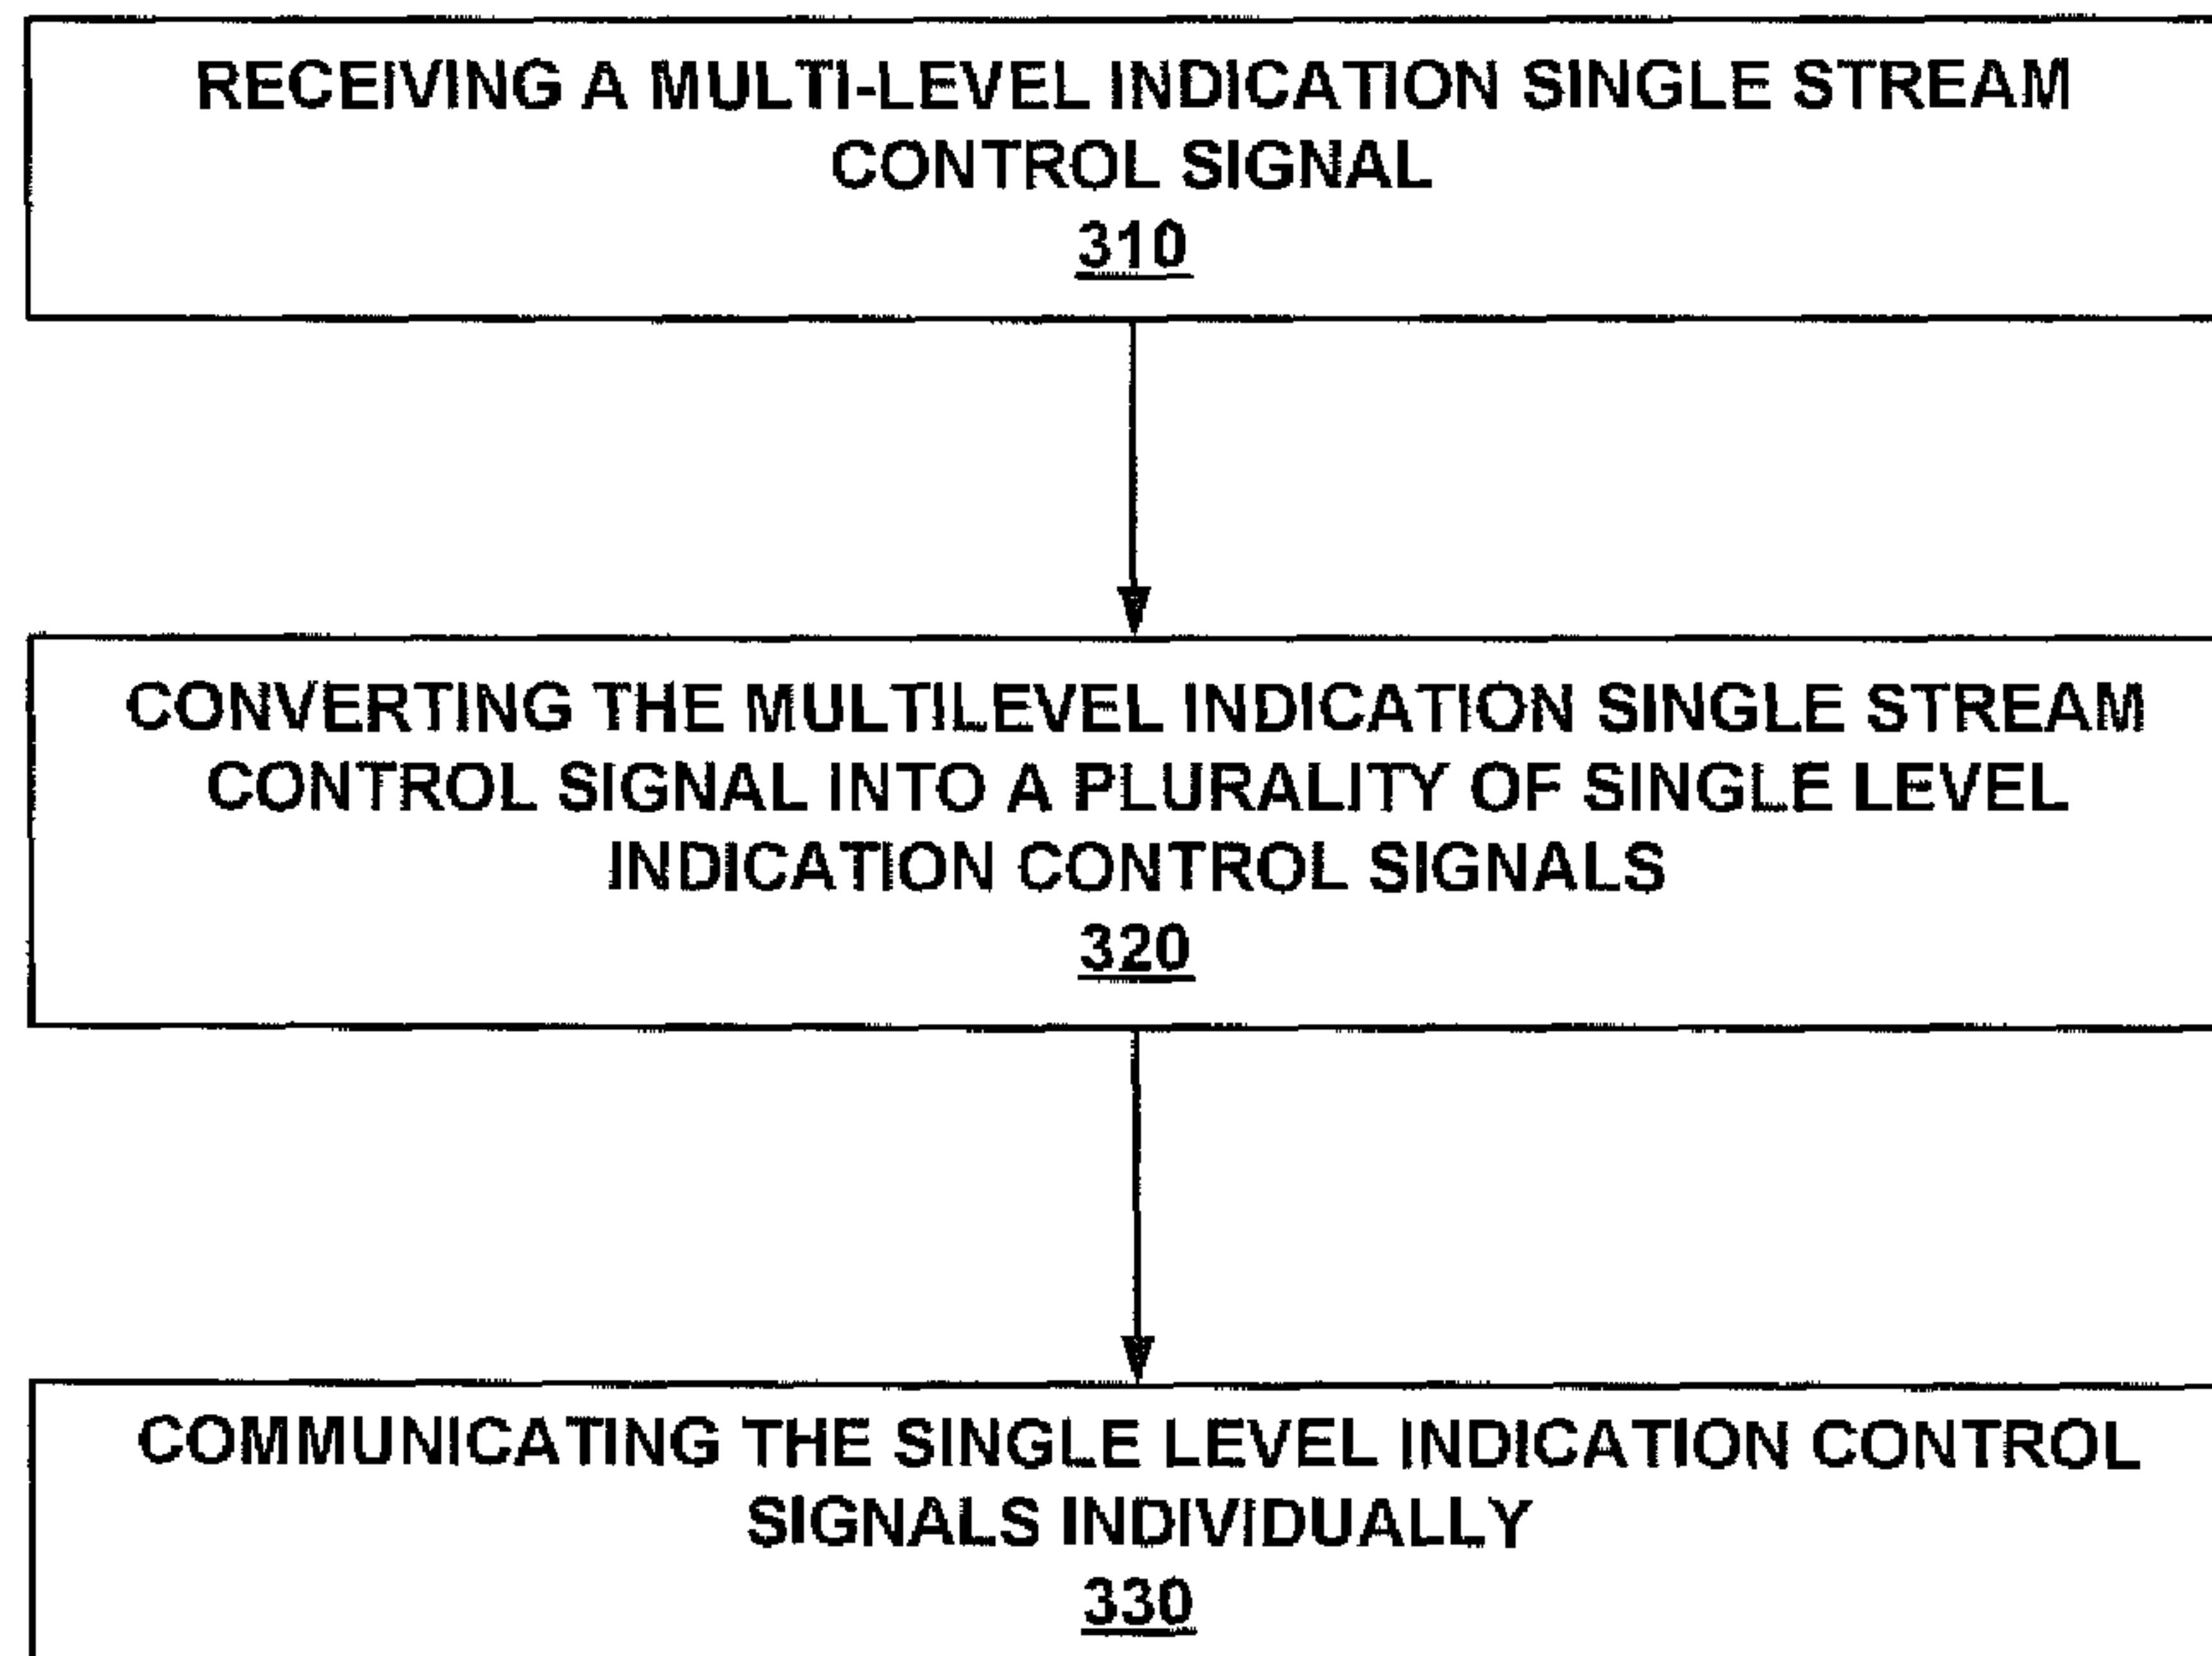 RECEIVING A MULTI-LEVEL INDICATION SINGLE STREAM
CONTROL SIGNAL
310
CONVERTING THE MULTILEVEL INDICATION SINGLE STREAM
CONTROL SIGNAL INTO A PLURALITY OF SINGLE LEVEL
INDICATION CONTROL SIGNALS
320
COMMUNICATING THE SINGLE LEVEL INDICATION CONTROL
SIGNALS INDIVIDUALLY
330